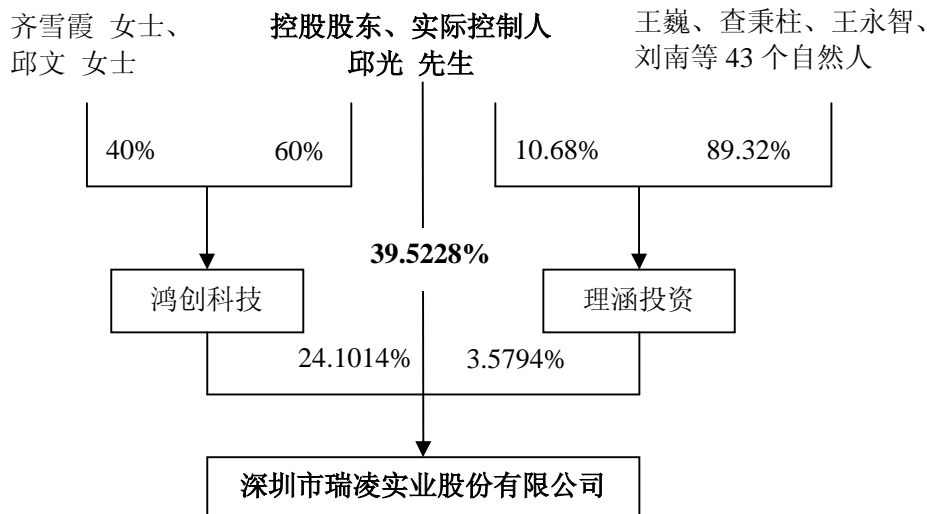 齐雪霞 女士、
邱文 女士
控股股东、实际控制人
邱光 先生
王巍、查秉柱、王永智、
刘南等 43 个自然人
40%
60%
10.68%
89.32%
39.5228%
鸿创科技
理涵投资
24.1014%
3.5794%
深圳市瑞凌实业股份有限公司